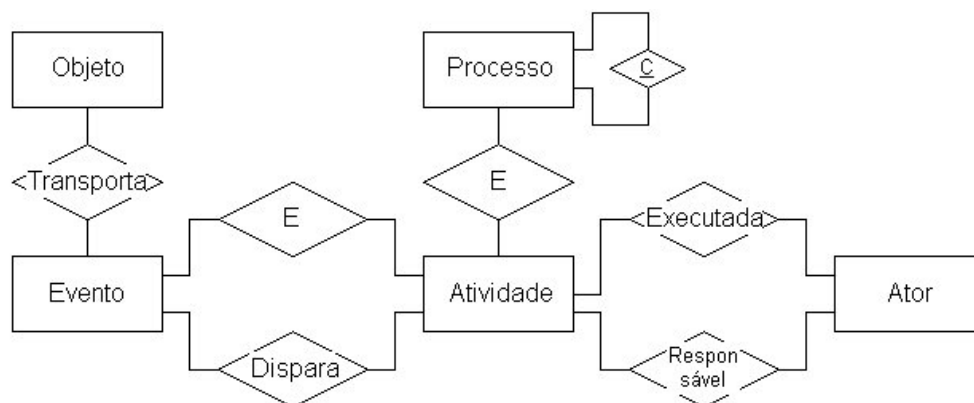 Objeto
Processo
C
Transporta
E
E
Executada
Evento
Atividade
Ator
Dispara
Respon
sável